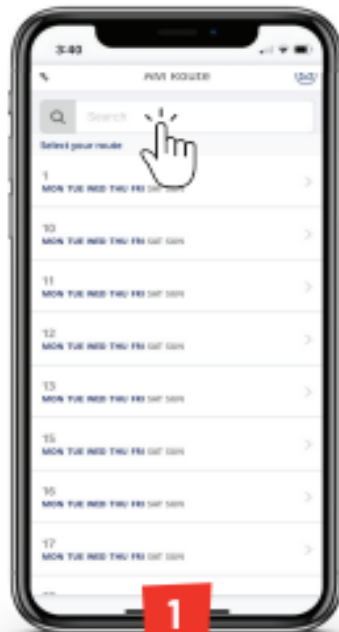 3:40
AM Route
Search
Select your route
1
MON TUE WED THU FRI SAT SUN
10
MON TUE WED THU FRI SAT SUN
11
MON TUE WED THU FRI SAT SUN
12
MON TUE WED THU FRI SAT SUN
13
MON TUE WED THU FRI SAT SUN
15
MON TUE WED THU FRI SAT SUN
16
MON TUE WED THU FRI SAT SUN
17
MON TUE WED THU FRI SAT SUN
1